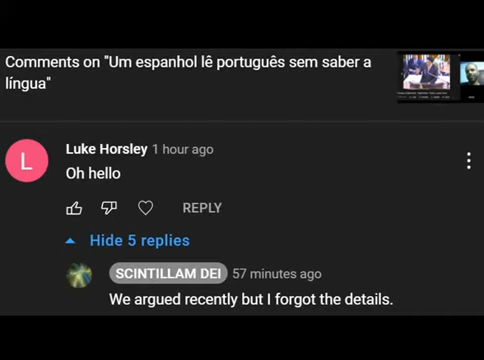 Comments on "Um espanhol lê português sem saber a
língua"
Luke Horsley 1 hour ago
L
Oh hello
REPLY
Hide 5 replies
SCINTILLAM DEI 57 minutes ago
We argued recently but I forgot the details.